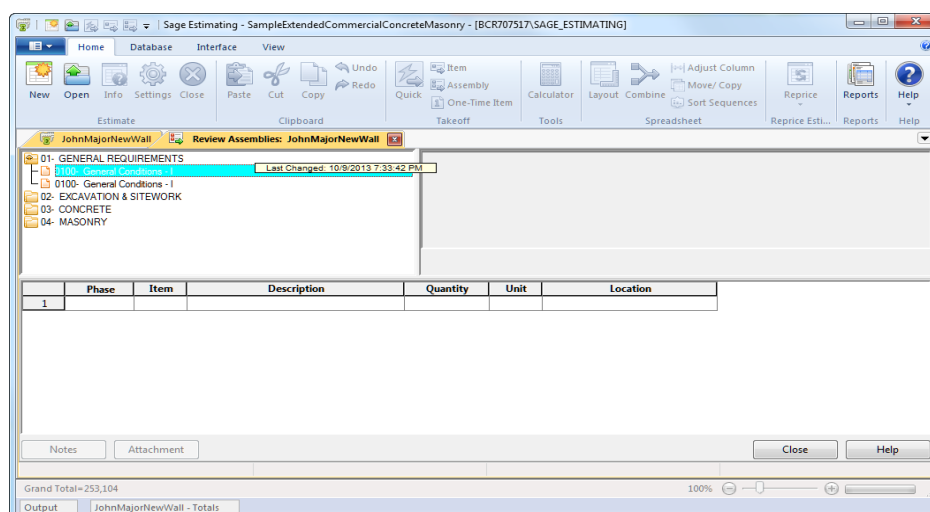 Sage Estimating - SampleExtendedCommercialConcreteMasonry - [BCR707517\SAGE_ESTIMATING]
Home Database Interface View
New Open Info Settings Close Paste Cut Copy Undo Redo Quick Item Assembly One-Time Item Calculator Layout Combine Adjust Column Move/ Copy Sort Sequences Reprice Reports Help
Estimate Clipboard Takeoff Tools Spreadsheet Reprice Esti... Reports Help
JohnMajorNewWall Review Assemblies: JohnMajorNewWall
01- GENERAL REQUIREMENTS
0100- General Conditions - I Last Changed: 10/9/2013 7:33:42 PM
0100- General Conditions - I
02- EXCAVATION & SITEWORK
03- CONCRETE
04- MASONRY
Phase Item Description Quantity Unit Location
1
Notes Attachment Close Help
Grand Total=253,104 100%
Output JohnMajorNewWall - Totals